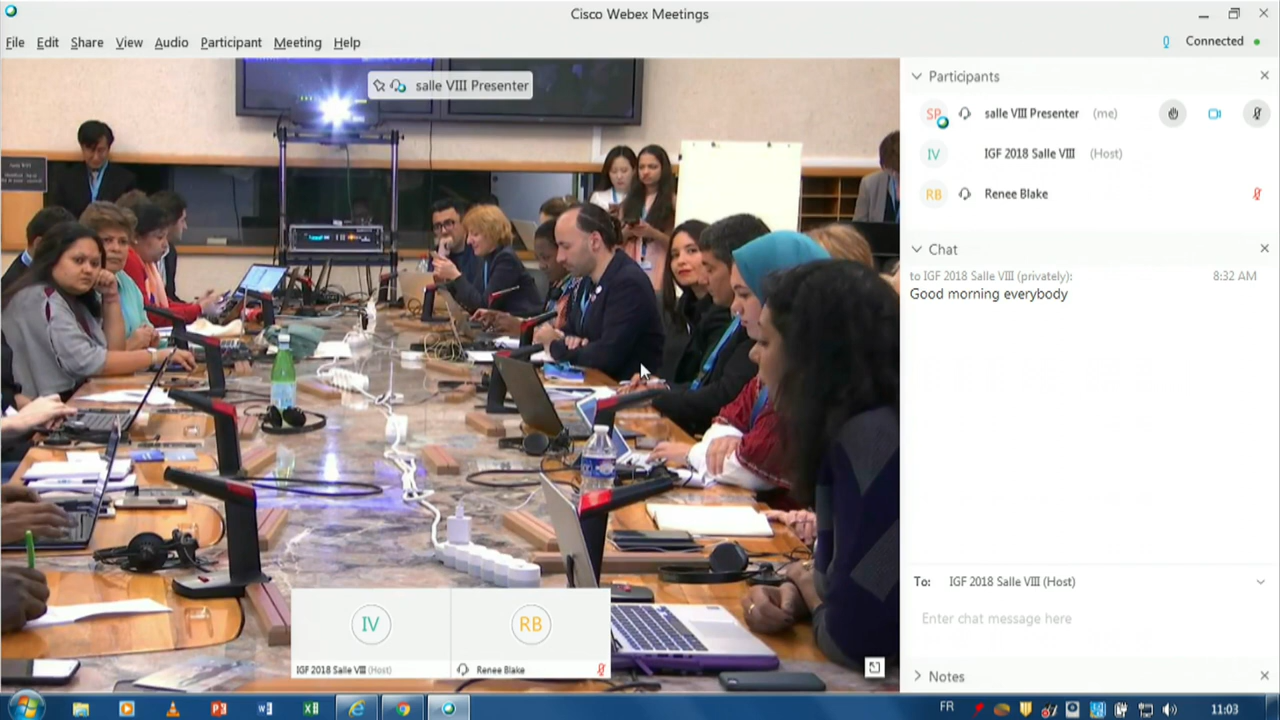 Cisco Webex Meetings
File Edit Share View Audio Participant Meeting Help
Connected
salle VIII Presenter
Participants
SP salle VIII Presenter (me)
IV IGF 2018 Salle VIII (Host)
RB Renee Blake
Chat
to IGF 2018 Salle VIII (privately): 8:32 AM
Good morning everybody
To: IGF 2018 Salle VIII (Host)
Enter chat message here
Notes
IV
IGF 2018 Salle VIII (Host)
RB
Renee Blake
FR
11:03